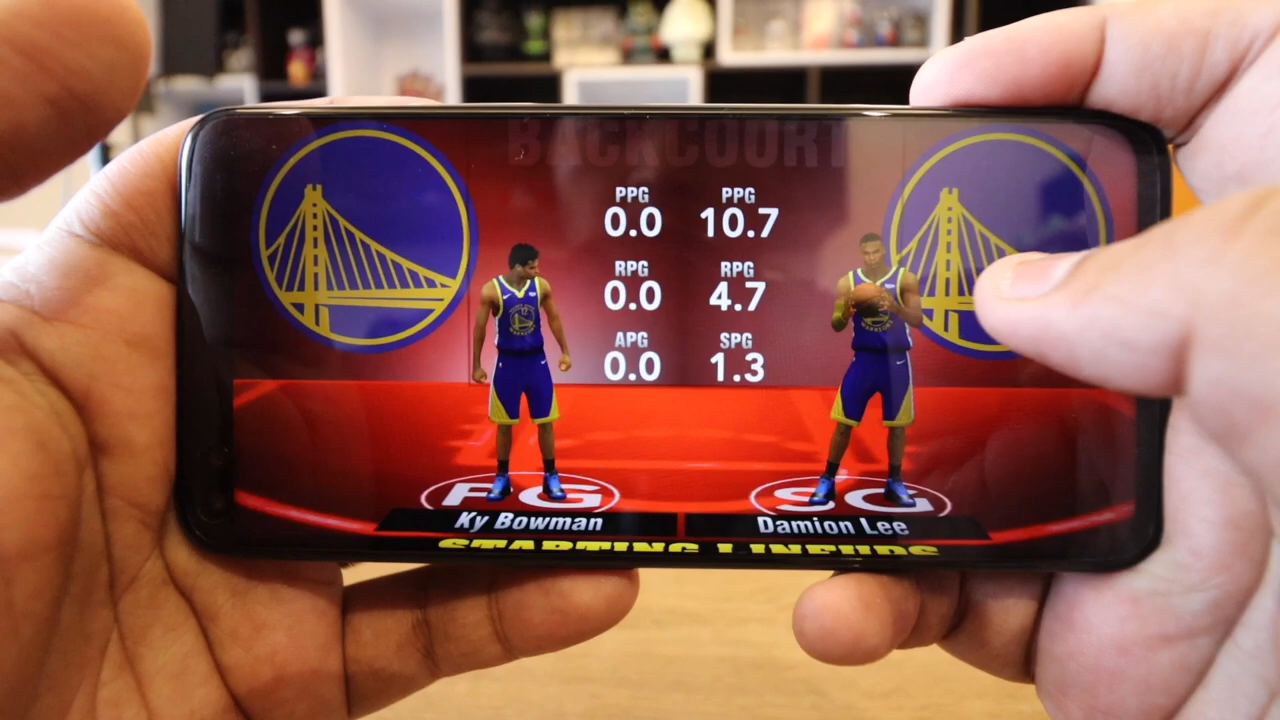 BACKCOURT
PPG PPG
0.0 10.7
RPG RPG
0.0 4.7
APG SPG
0.0 1.3
PG SG
Ky Bowman Damion Lee
STARTING LINEUPS